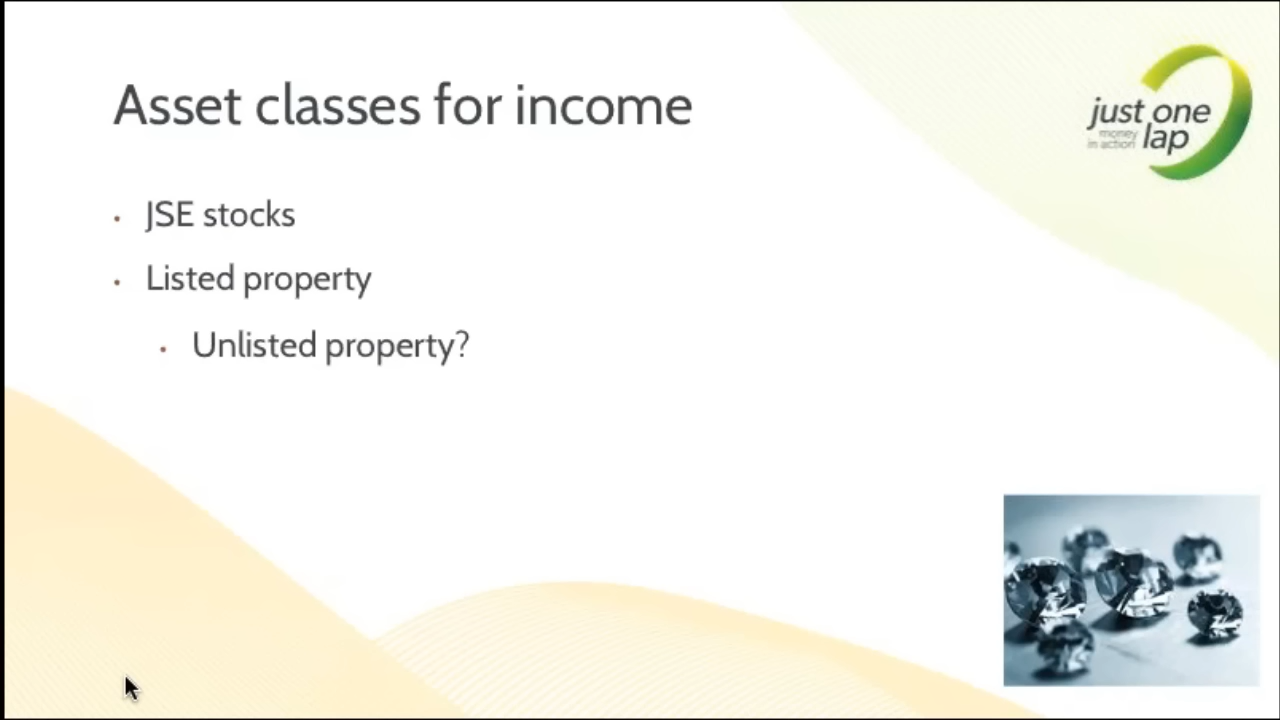 Asset classes for income
just one
money
in action lap
• JSE stocks
• Listed property
• Unlisted property?